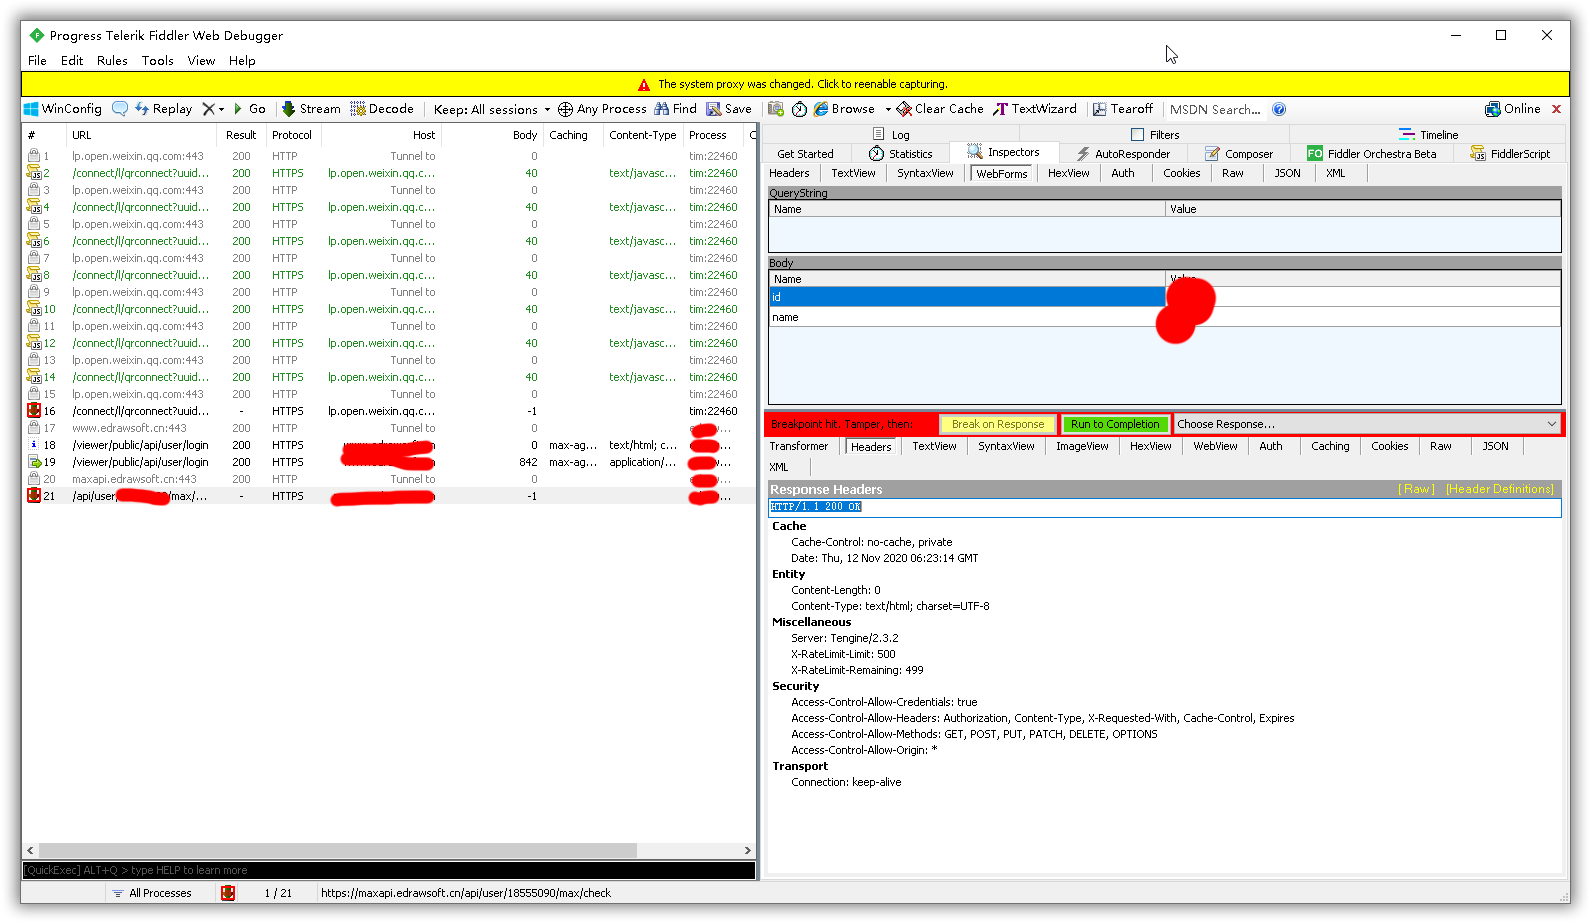 Progress Telerik Fiddler Web Debugger
File Edit Rules Tools View Help
The system proxy was changed. Click to reenable capturing.
WinConfig Replay Go Stream Decode Keep: All sessions Any Process Find Save Browse Clear Cache TextWizard Tearoff MSDN Search... Online
# URL Result Protocol Host Body Caching Content-Type Process C
1 lp.open.weixin.qq.com:443 200 HTTP Tunnel to 0 tim:22460
2 /connect/l/qrconnect?uuid... 200 HTTPS lp.open.weixin.q.c... 40 text/javasc... tim:22460
3 lp.open.weixin.qq.com:443 200 HTTP Tunnel to 0 tim:22460
4 /connect/l/qrconnect?uuid... 200 HTTPS lp.open.weixin.q.c... 40 text/javasc... tim:22460
5 lp.open.weixin.qq.com:443 200 HTTP Tunnel to 0 tim:22460
6 /connect/l/qrconnect?uuid... 200 HTTPS lp.open.weixin.q.c... 40 text/javasc... tim:22460
7 lp.open.weixin.qq.com:443 200 HTTP Tunnel to 0 tim:22460
8 /connect/l/qrconnect?uuid... 200 HTTPS lp.open.weixin.q.c... 40 text/javasc... tim:22460
9 lp.open.weixin.qq.com:443 200 HTTP Tunnel to 0 tim:22460
10 /connect/l/qrconnect?uuid... 200 HTTPS lp.open.weixin.q.c... 40 text/javasc... tim:22460
11 lp.open.weixin.qq.com:443 200 HTTP Tunnel to 0 tim:22460
12 /connect/l/qrconnect?uuid... 200 HTTPS lp.open.weixin.q.c... 40 text/javasc... tim:22460
13 lp.open.weixin.qq.com:443 200 HTTP Tunnel to 0 tim:22460
14 /connect/l/qrconnect?uuid... 200 HTTPS lp.open.weixin.q.c... 40 text/javasc... tim:22460
15 lp.open.weixin.qq.com:443 200 HTTP Tunnel to 0 tim:22460
16 /connect/l/qrconnect?uuid... - HTTPS lp.open.weixin.q.c... -1 tim:22460
17 www.edrawsoft.cn:443 200 HTTP Tunnel to 0
18 /viewer/public/api/user/login 200 HTTPS 0 max-ag... text/html; c...
19 /viewer/public/api/user/login 200 HTTPS 842 max-ag... application/...
20 maxapi.edrawsoft.cn:443 200 HTTP Tunnel to 0
21 /api/user/ /max/... - HTTPS -1
[QuickExec] ALT+Q > type HELP to learn more
All Processes 1 / 21 https://maxapi.edrawsoft.cn/api/user/18555090/max/check
Log Filters Timeline
Get Started Statistics Inspectors AutoResponder Composer FO Fiddler Orchestra Beta FiddlerScript
Headers TextView SyntaxView WebForms HexView Auth Cookies Raw JSON XML
QueryString
Name Value
Body
Name Value
id
name
Breakpoint hit. Tamper, then: Break on Response Run to Completion Choose Response...
Transformer Headers TextView SyntaxView ImageView HexView WebView Auth Caching Cookies Raw JSON
XML
Response Headers [ Raw ] [Header Definitions]
HTTP/1.1 200 OK
Cache
Cache-Control: no-cache, private
Date: Thu, 12 Nov 2020 06:23:14 GMT
Entity
Content-Length: 0
Content-Type: text/html; charset=UTF-8
Miscellaneous
Server: Tengine/2.3.2
X-RateLimit-Limit: 500
X-RateLimit-Remaining: 499
Security
Access-Control-Allow-Credentials: true
Access-Control-Allow-Headers: Authorization, Content-Type, X-Requested-With, Cache-Control, Expires
Access-Control-Allow-Methods: GET, POST, PUT, PATCH, DELETE, OPTIONS
Access-Control-Allow-Origin: *
Transport
Connection: keep-alive